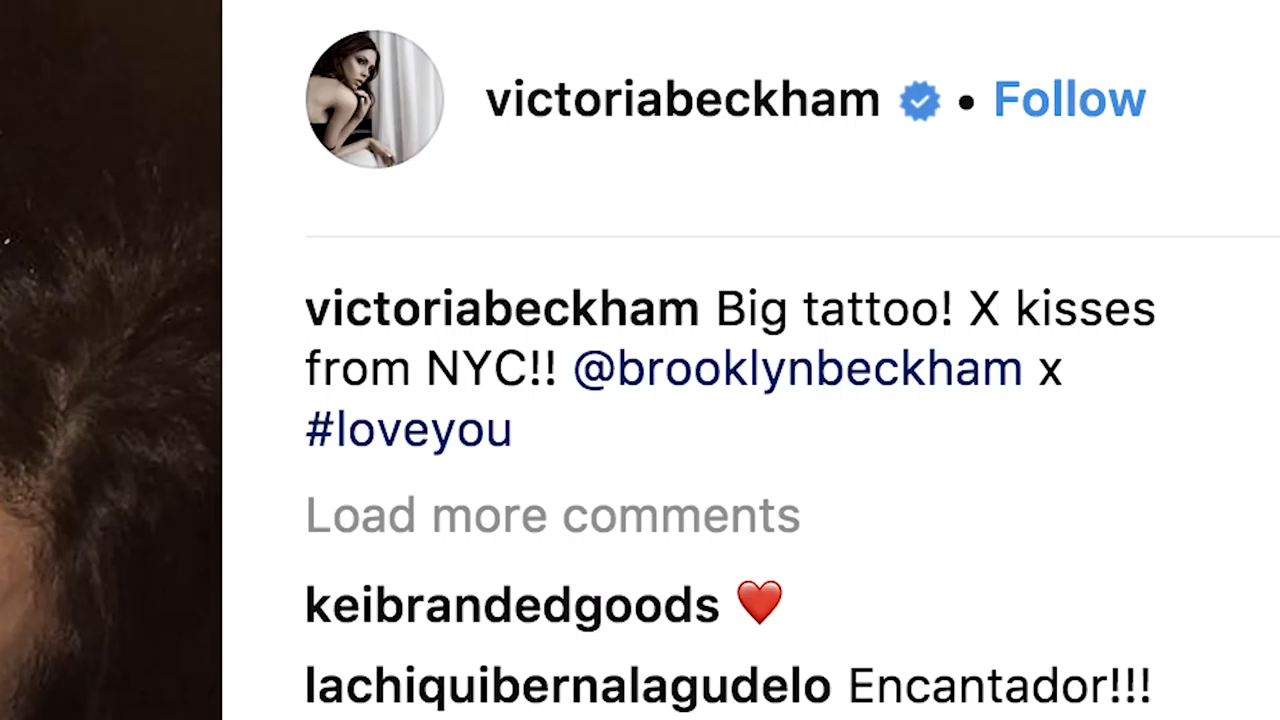 victoriabeckham • Follow
victoriabeckham Big tattoo! X kisses
from NYC!! @brooklynbeckham x
#loveyou
Load more comments
keibrandedgoods ❤️
lachiquibernalagudelo Encantador!!!